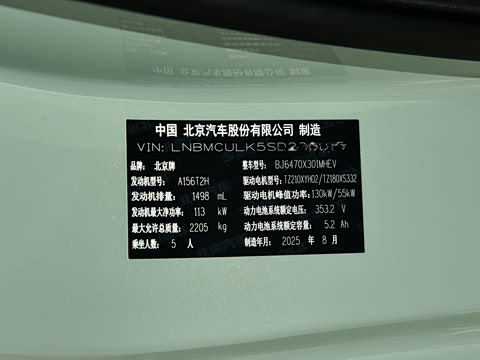 中国 北京汽车股份有限公司 制造
VIN: LNBMCULK5SD2
品牌: 北京牌 整车型号: BJ6470X301MHEV
发动机型号: A156T2H 驱动电机型号: TZ210XYH02/TZ180XS332
发动机排量: 1498 mL 驱动电机峰值功率: 130kW/55kW
发动机最大净功率: 113 kW 动力电池系统额定电压: 353.2 V
最大允许总质量: 2205 kg 动力电池系统额定容量: 5.2 Ah
乘坐人数: 5 人 制造年月: 2025 年 8 月